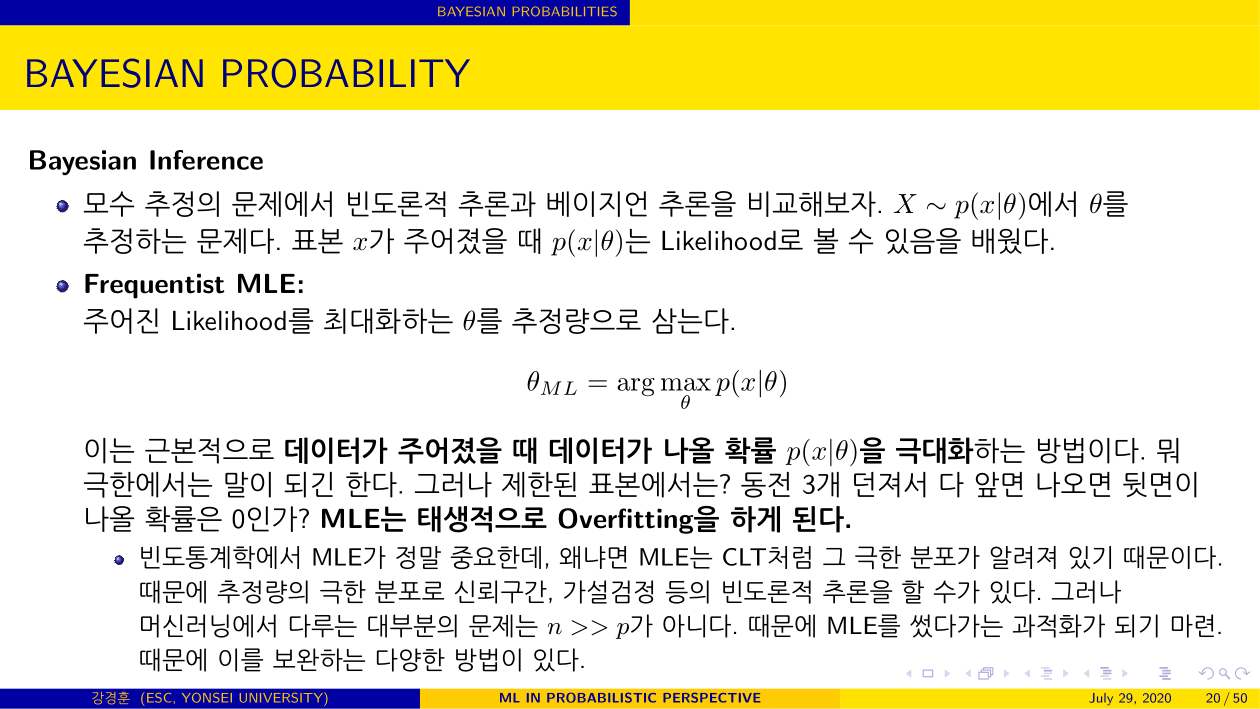 BAYESIAN PROBABILITIES
BAYESIAN PROBABILITY
Bayesian Inference
모수 추정의 문제에서 빈도론적 추론과 베이지언 추론을 비교해보자. X ∼ p(x|θ)에서 θ를
추정하는 문제다. 표본 x가 주어졌을 때 p(x|θ)는 Likelihood로 볼 수 있음을 배웠다.
Frequentist MLE:
주어진 Likelihood를 최대화하는 θ를 추정량으로 삼는다.
θ_ML = arg max_θ p(x|θ)
이는 근본적으로 데이터가 주어졌을 때 데이터가 나올 확률 p(x|θ)을 극대화하는 방법이다. 뭐
극한에서는 말이 되긴 한다. 그러나 제한된 표본에서는? 동전 3개 던져서 다 앞면 나오면 뒷면이
나올 확률은 0인가? MLE는 태생적으로 Overfitting을 하게 된다.
빈도통계학에서 MLE가 정말 중요한데, 왜냐면 MLE는 CLT처럼 그 극한 분포가 알려져 있기 때문이다.
때문에 추정량의 극한 분포로 신뢰구간, 가설검정 등의 빈도론적 추론을 할 수가 있다. 그러나
머신러닝에서 다루는 대부분의 문제는 n >> p가 아니다. 때문에 MLE를 썼다가는 과적화가 되기 마련.
때문에 이를 보완하는 다양한 방법이 있다.
강경훈 (ESC, YONSEI UNIVERSITY) ML IN PROBABILISTIC PERSPECTIVE July 29, 2020 20 / 50